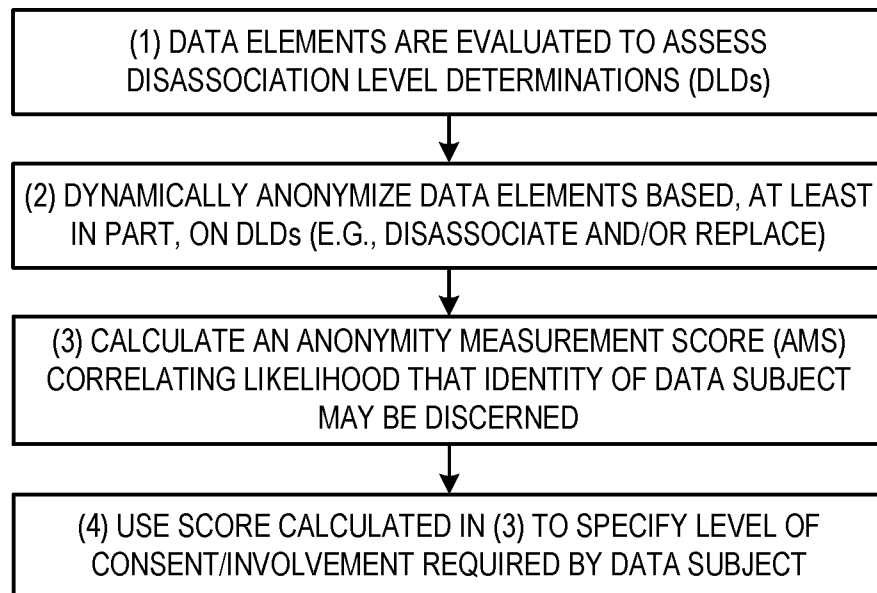 (1) DATA ELEMENTS ARE EVALUATED TO ASSESS
DISASSOCIATION LEVEL DETERMINATIONS (DLDs)
(2) DYNAMICALLY ANONYMIZE DATA ELEMENTS BASED, AT LEAST
IN PART, ON DLDs (E.G., DISASSOCIATE AND/OR REPLACE)
(3) CALCULATE AN ANONYMITY MEASUREMENT SCORE (AMS)
CORRELATING LIKELIHOOD THAT IDENTITY OF DATA SUBJECT
MAY BE DISCERNED
(4) USE SCORE CALCULATED IN (3) TO SPECIFY LEVEL OF
CONSENT/INVOLVEMENT REQUIRED BY DATA SUBJECT